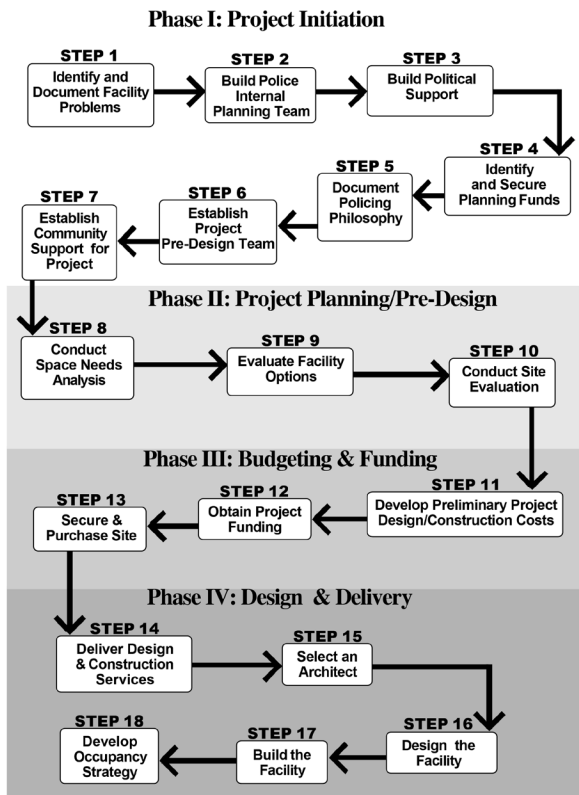 Phase I: Project Initiation
STEP 1
Identify and
Document Facility
Problems
STEP 2
Build Police
Internal
Planning Team
STEP 3
Build Political
Support
STEP 4
Identify
and Secure
Planning Funds
STEP 5
Document
Policing
Philosophy
STEP 6
Establish
Project
Pre-Design Team
STEP 7
Establish
Community
Support for
Project
Phase II: Project Planning/Pre-Design
STEP 8
Conduct
Space Needs
Analysis
STEP 9
Evaluate Facility
Options
STEP 10
Conduct Site
Evaluation
Phase III: Budgeting & Funding
STEP 11
Develop Preliminary Project
Design/Construction Costs
STEP 12
Obtain Project
Funding
STEP 13
Secure &
Purchase Site
Phase IV: Design & Delivery
STEP 14
Deliver Design
& Construction
Services
STEP 15
Select an
Architect
STEP 16
Design the
Facility
STEP 17
Build the
Facility
STEP 18
Develop
Occupancy
Strategy